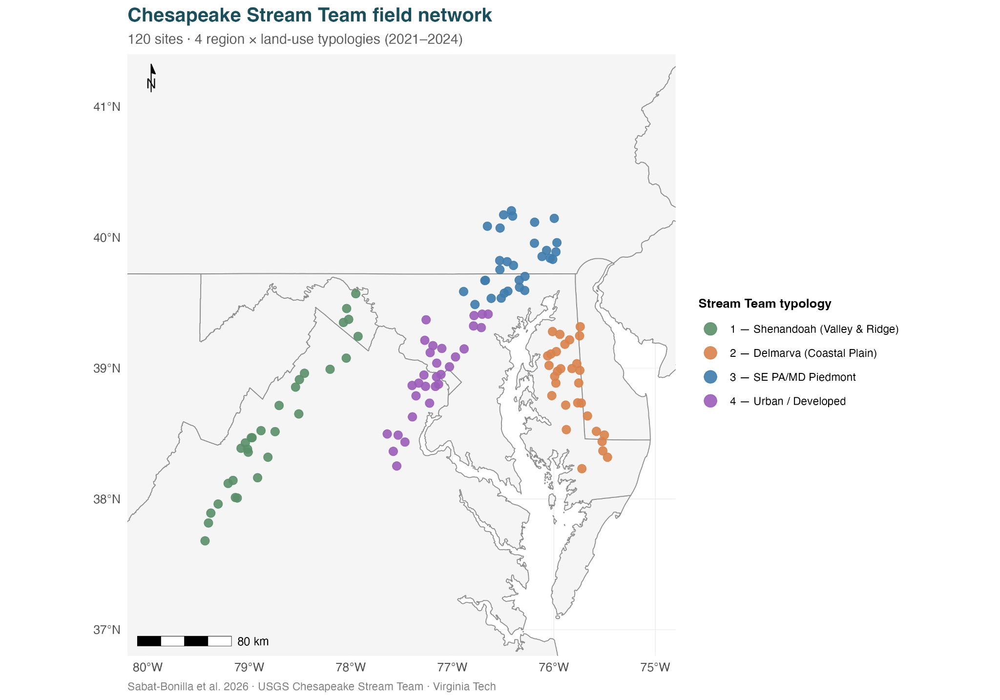 Chesapeake Stream Team field network
120 sites · 4 region × land-use typologies (2021–2024)
N
41°N
40°N
39°N
38°N
37°N
Stream Team typology
1 — Shenandoah (Valley & Ridge)
2 — Delmarva (Coastal Plain)
3 — SE PA/MD Piedmont
4 — Urban / Developed
80 km
80°W 79°W 78°W 77°W 76°W 75°W
Sabat-Bonilla et al. 2026 · USGS Chesapeake Stream Team · Virginia Tech